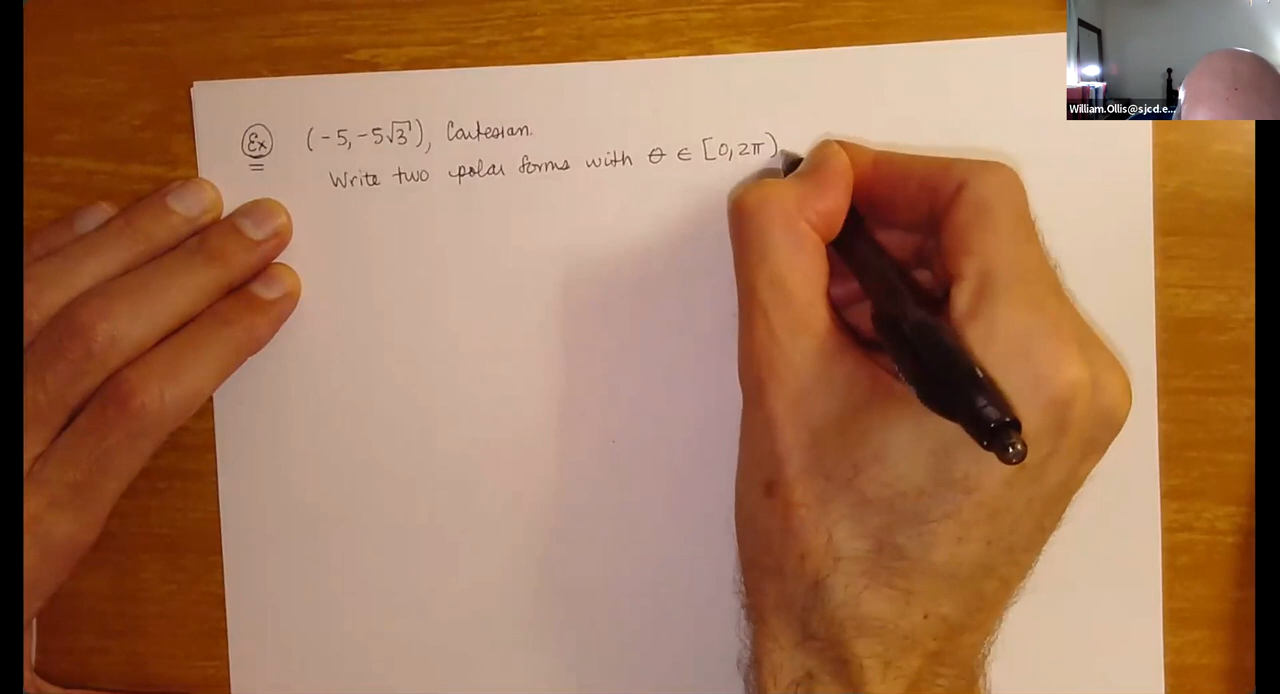 Ex (-5, -5√3), Cartesian.
Write two polar forms with θ ∈ [0, 2π)
William.Ollis@sjcd.e...